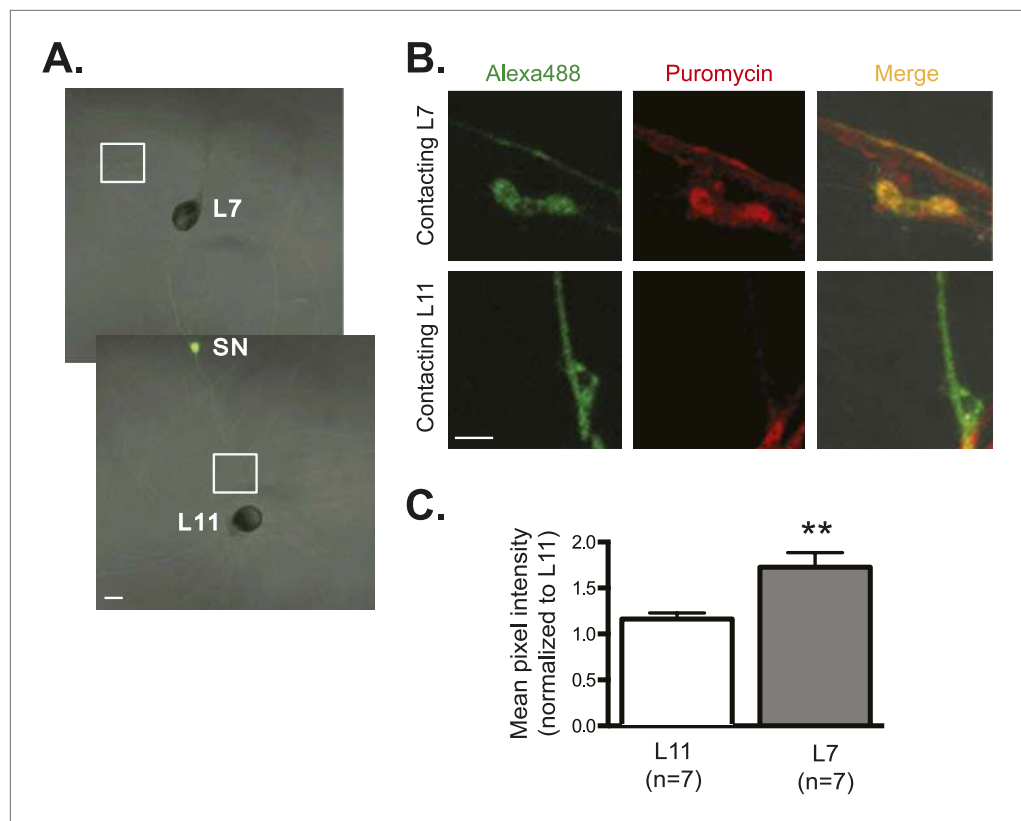 A.
L7
SN
L11
B.
Alexa488 Puromycin Merge
Contacting L7
Contacting L11
C.
Mean pixel intensity
(normalized to L11)
2.0
1.5
1.0
0.5
0.0
**
L11 L7
(n=7) (n=7)